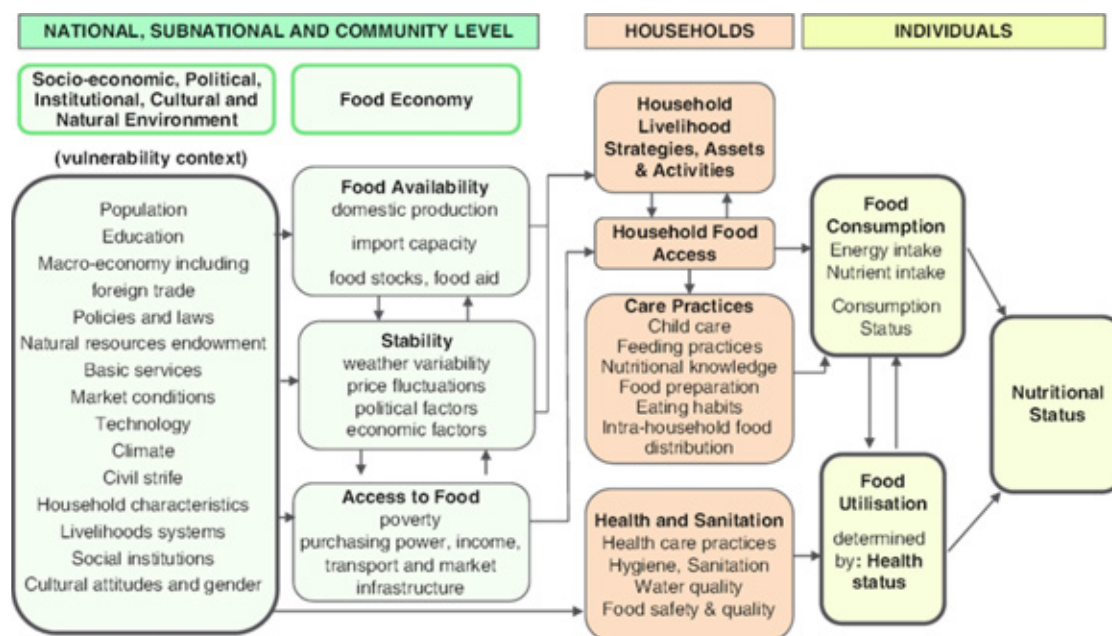 NATIONAL, SUBNATIONAL AND COMMUNITY LEVEL
HOUSEHOLDS
INDIVIDUALS
Socio-economic, Political,
Institutional, Cultural and
Natural Environment
(vulnerability context)
Population
Education
Macro-economy including
foreign trade
Policies and laws
Natural resources endowment
Basic services
Market conditions
Technology
Climate
Civil strife
Household characteristics
Livelihoods systems
Social institutions
Cultural attitudes and gender
Food Economy
Food Availability
domestic production
import capacity
food stocks, food aid
Stability
weather variability
price fluctuations
political factors
economic factors
Access to Food
poverty
purchasing power, income,
transport and market
infrastructure
Household
Livelihood
Strategies, Assets
& Activities
Household Food
Access
Care Practices
Child care
Feeding practices
Nutritional knowledge
Food preparation
Eating habits
Intra-household food
distribution
Health and Sanitation
Health care practices
Hygiene, Sanitation
Water quality
Food safety & quality
Food
Consumption
Energy intake
Nutrient intake
Consumption
Status
Food
Utilisation
determined
by: Health
status
Nutritional
Status